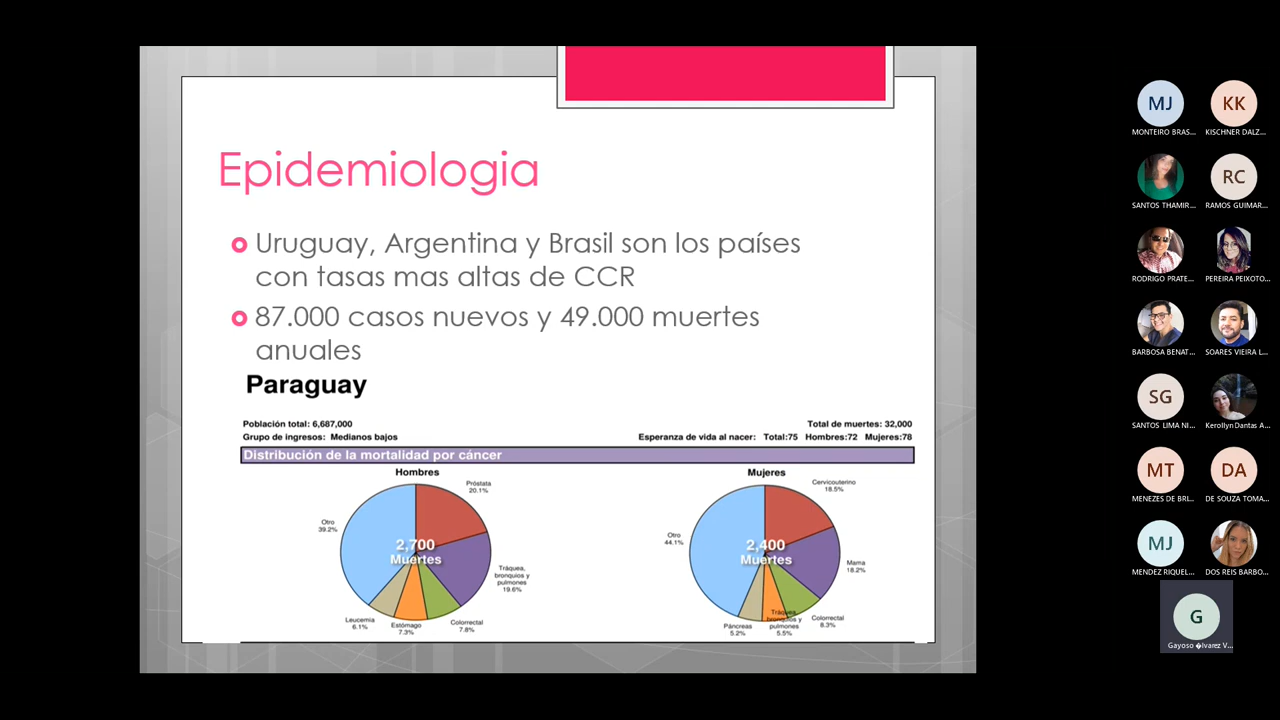 Epidemiologia
Uruguay, Argentina y Brasil son los países
con tasas mas altas de CCR
87.000 casos nuevos y 49.000 muertes
anuales
Paraguay
Población total: 6,687,000
Total de muertes: 32,000
Grupo de ingresos: Medianos bajos
Esperanza de vida al nacer: Total:75 Hombres:72 Mujeres:78
Distribución de la mortalidad por cáncer
Hombres
Próstata
20.1%
Otro
39.2%
2,700
Muertes
Tráquea,
bronquios y
pulmones
19.6%
Leucemia
6.1%
Estómago
7.3%
Colorrectal
7.8%
Mujeres
Cervicouterino
18.5%
Otro
44.1%
2,400
Muertes
Mama
18.2%
Páncreas
5.2%
Tráquea,
bronquios y
pulmones
5.5%
Colorrectal
8.3%
MJ
MONTEIRO BRAS...
KK
KISCHNER DALZ...
SANTOS THAMIR...
RC
RAMOS GUIMAR...
RODRIGO PRATE...
PEREIRA PEIXOTO...
BARBOSA BENAT...
SOARES VIEIRA L...
SG
SANTOS LIMA NI...
Kerollyn Dantas A...
MT
MENEZES DE BRI...
DA
DE SOUZA TOMA...
MJ
MENDEZ RIQUEL...
DOS REIS BARBO...
G
Gayoso �lvarez V...